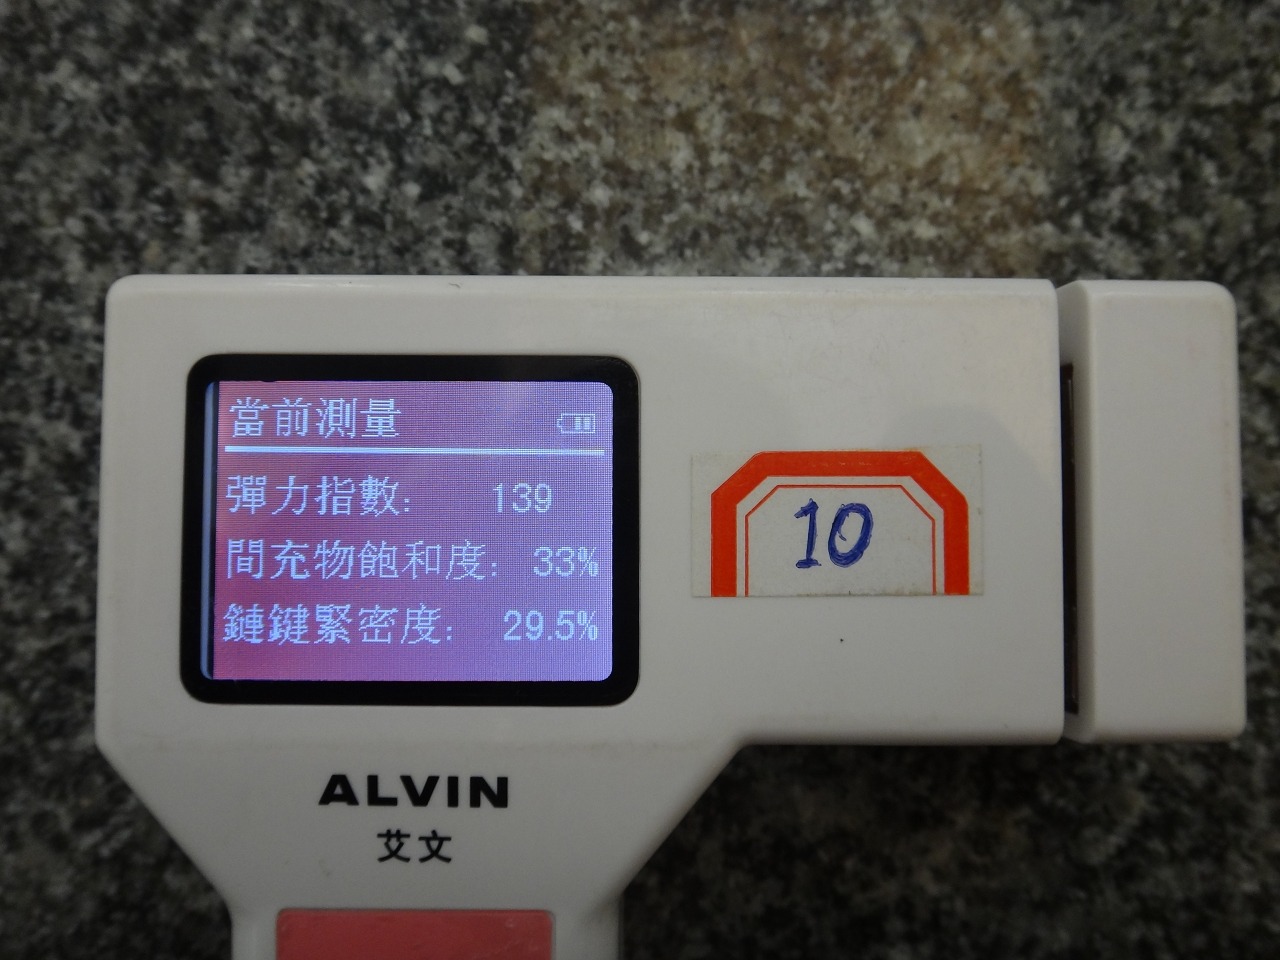 當前測量
彈力指數: 139
間充物飽和度: 33%
鏈鍵緊密度: 29.5%
10
ALVIN
艾文